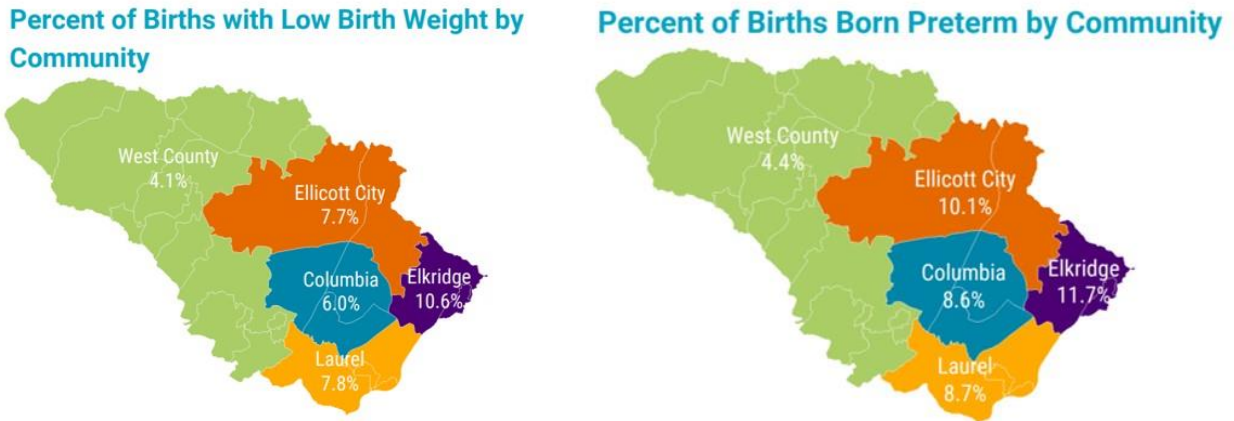 Percent of Births with Low Birth Weight by
Community
West County
4.1%
Ellicott City
7.7%
Columbia
6.0%
Elkridge
10.6%
Laurel
7.8%
Percent of Births Born Preterm by Community
West County
4.4%
Ellicott City
10.1%
Columbia
8.6%
Elkridge
11.7%
Laurel
8.7%